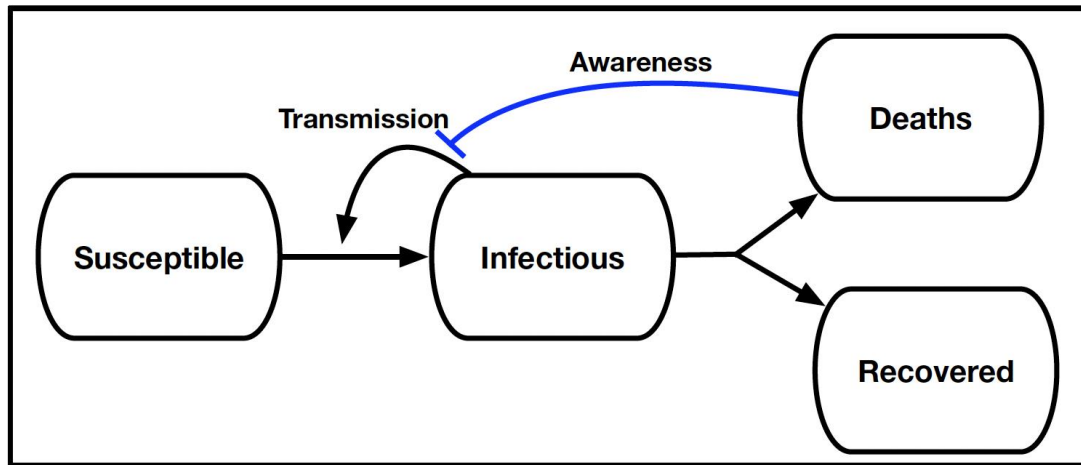 Awareness
Deaths
Transmission
Susceptible
Infectious
Recovered